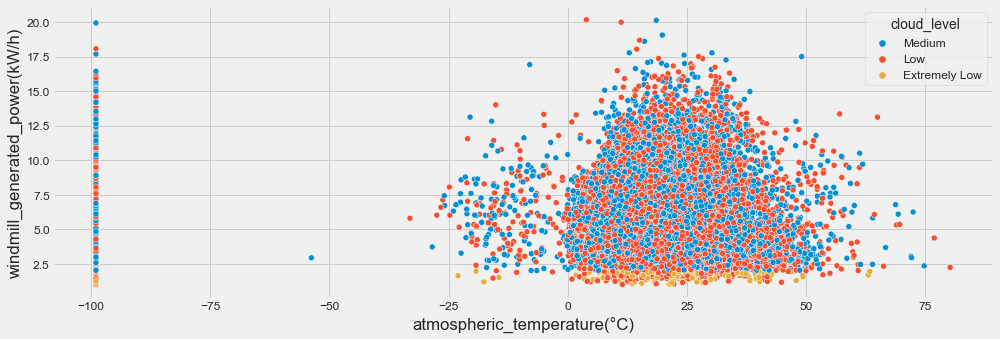 windmill_generated_power(kW/h)
20.0
17.5
15.0
12.5
10.0
7.5
5.0
2.5
cloud_level
Medium
Low
Extremely Low
−100 −75 −50 −25 0 25 50 75
atmospheric_temperature(°C)